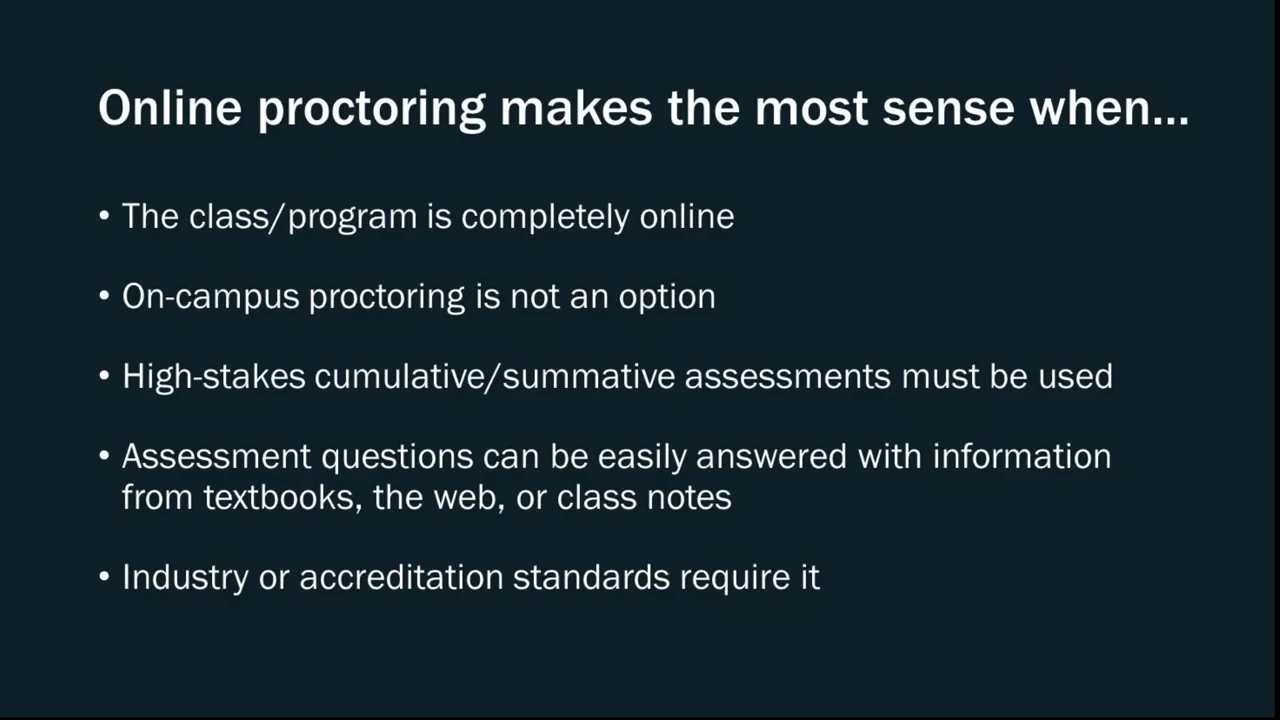 Online proctoring makes the most sense when...
• The class/program is completely online
• On-campus proctoring is not an option
• High-stakes cumulative/summative assessments must be used
• Assessment questions can be easily answered with information
from textbooks, the web, or class notes
• Industry or accreditation standards require it